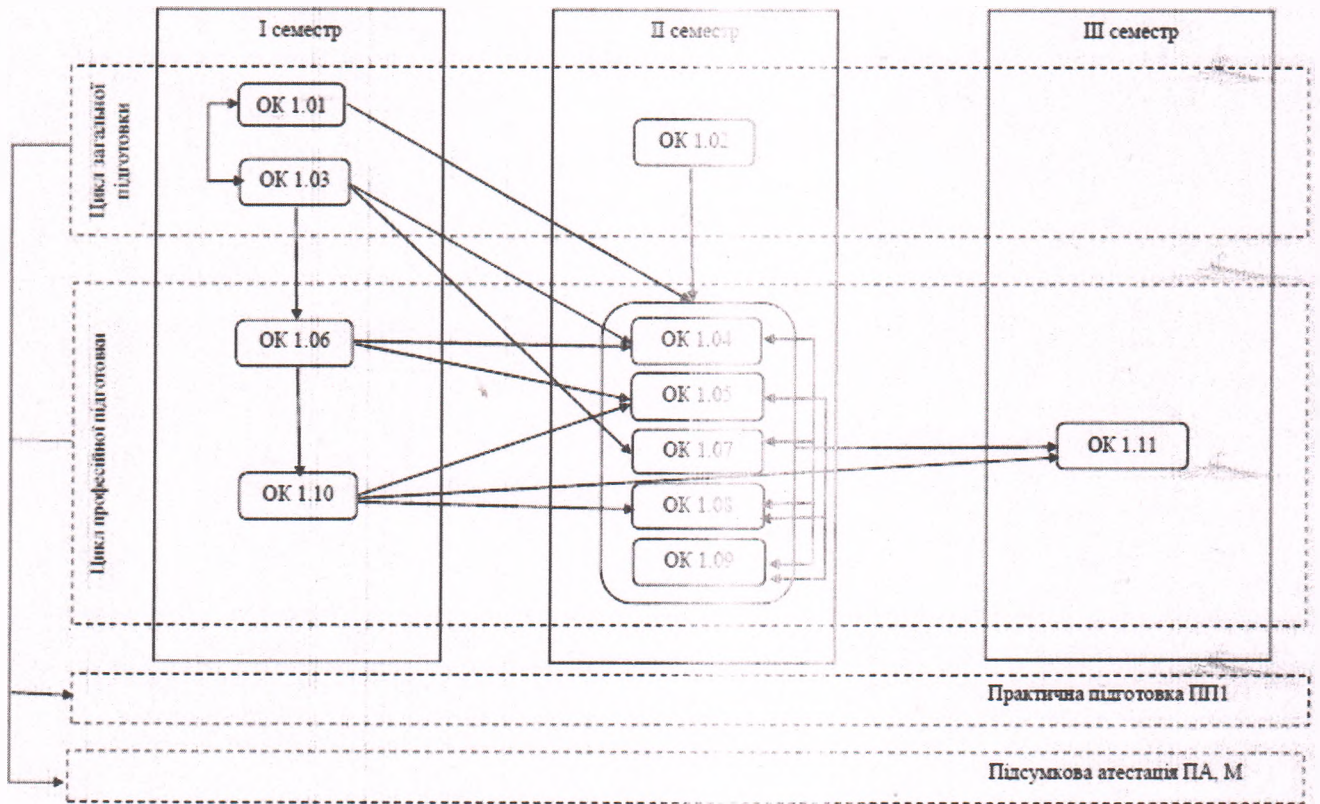 І семестр
ІІ семестр
ІІІ семестр
Цикл загальної
підготовки
ОК 1.01
ОК 1.02
ОК 1.03
Цикл професійної підготовки
ОК 1.06
ОК 1.04
ОК 1.05
ОК 1.07
ОК 1.11
ОК 1.10
ОК 1.08
ОК 1.09
Практична підготовка ПП1
Підсумкова атестація ПА, М